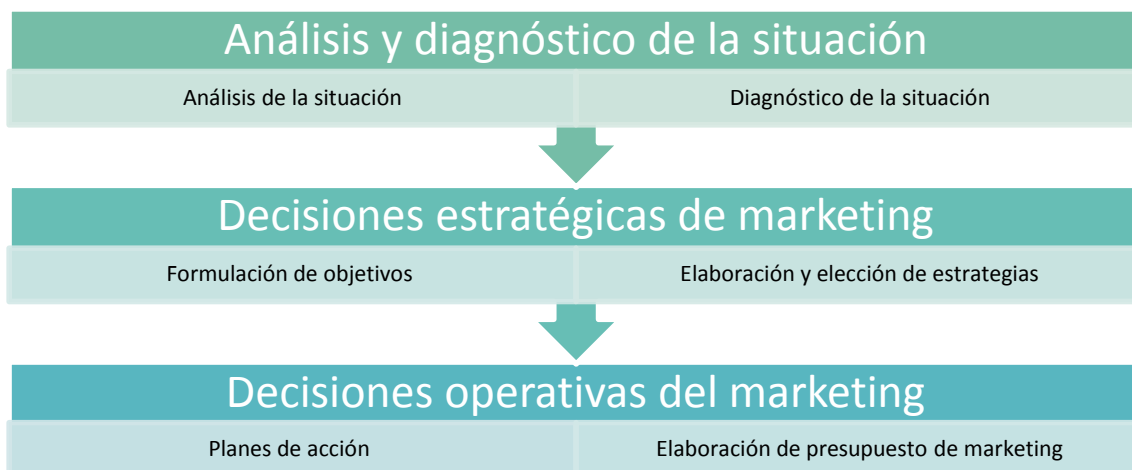 Análisis y diagnóstico de la situación
Análisis de la situación
Diagnóstico de la situación
Decisiones estratégicas de marketing
Formulación de objetivos
Elaboración y elección de estrategias
Decisiones operativas del marketing
Planes de acción
Elaboración de presupuesto de marketing